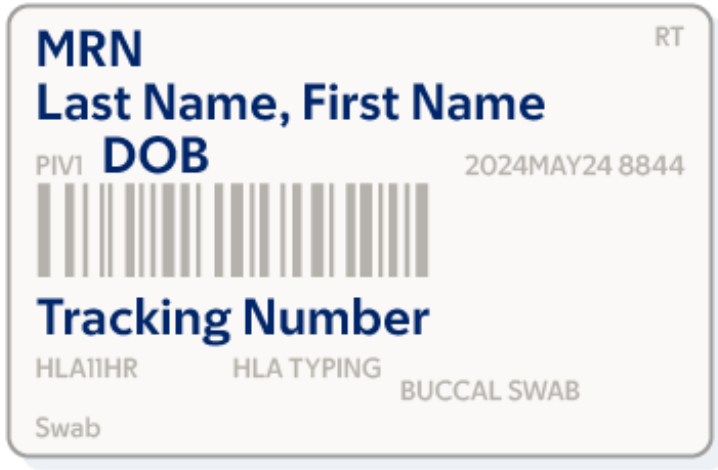 MRN RT
Last Name, First Name
PIV1 DOB 2024MAY24 8844
Tracking Number
HLA11HR HLA TYPING
BUCCAL SWAB
Swab